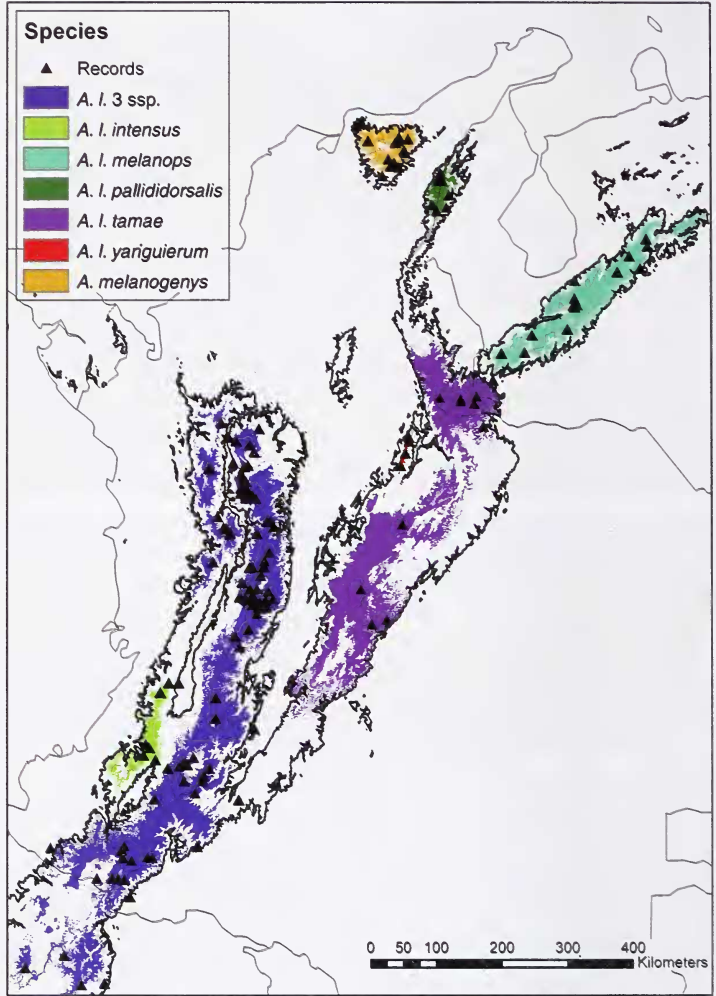 Species
Records
A. l. 3 ssp.
A. l. intensus
A. l. melanops
A. l. pallididorsalis
A. l. tamae
A. l. yariguierum
A. melanogenys
0 50 100 200 300 400
Kilometers